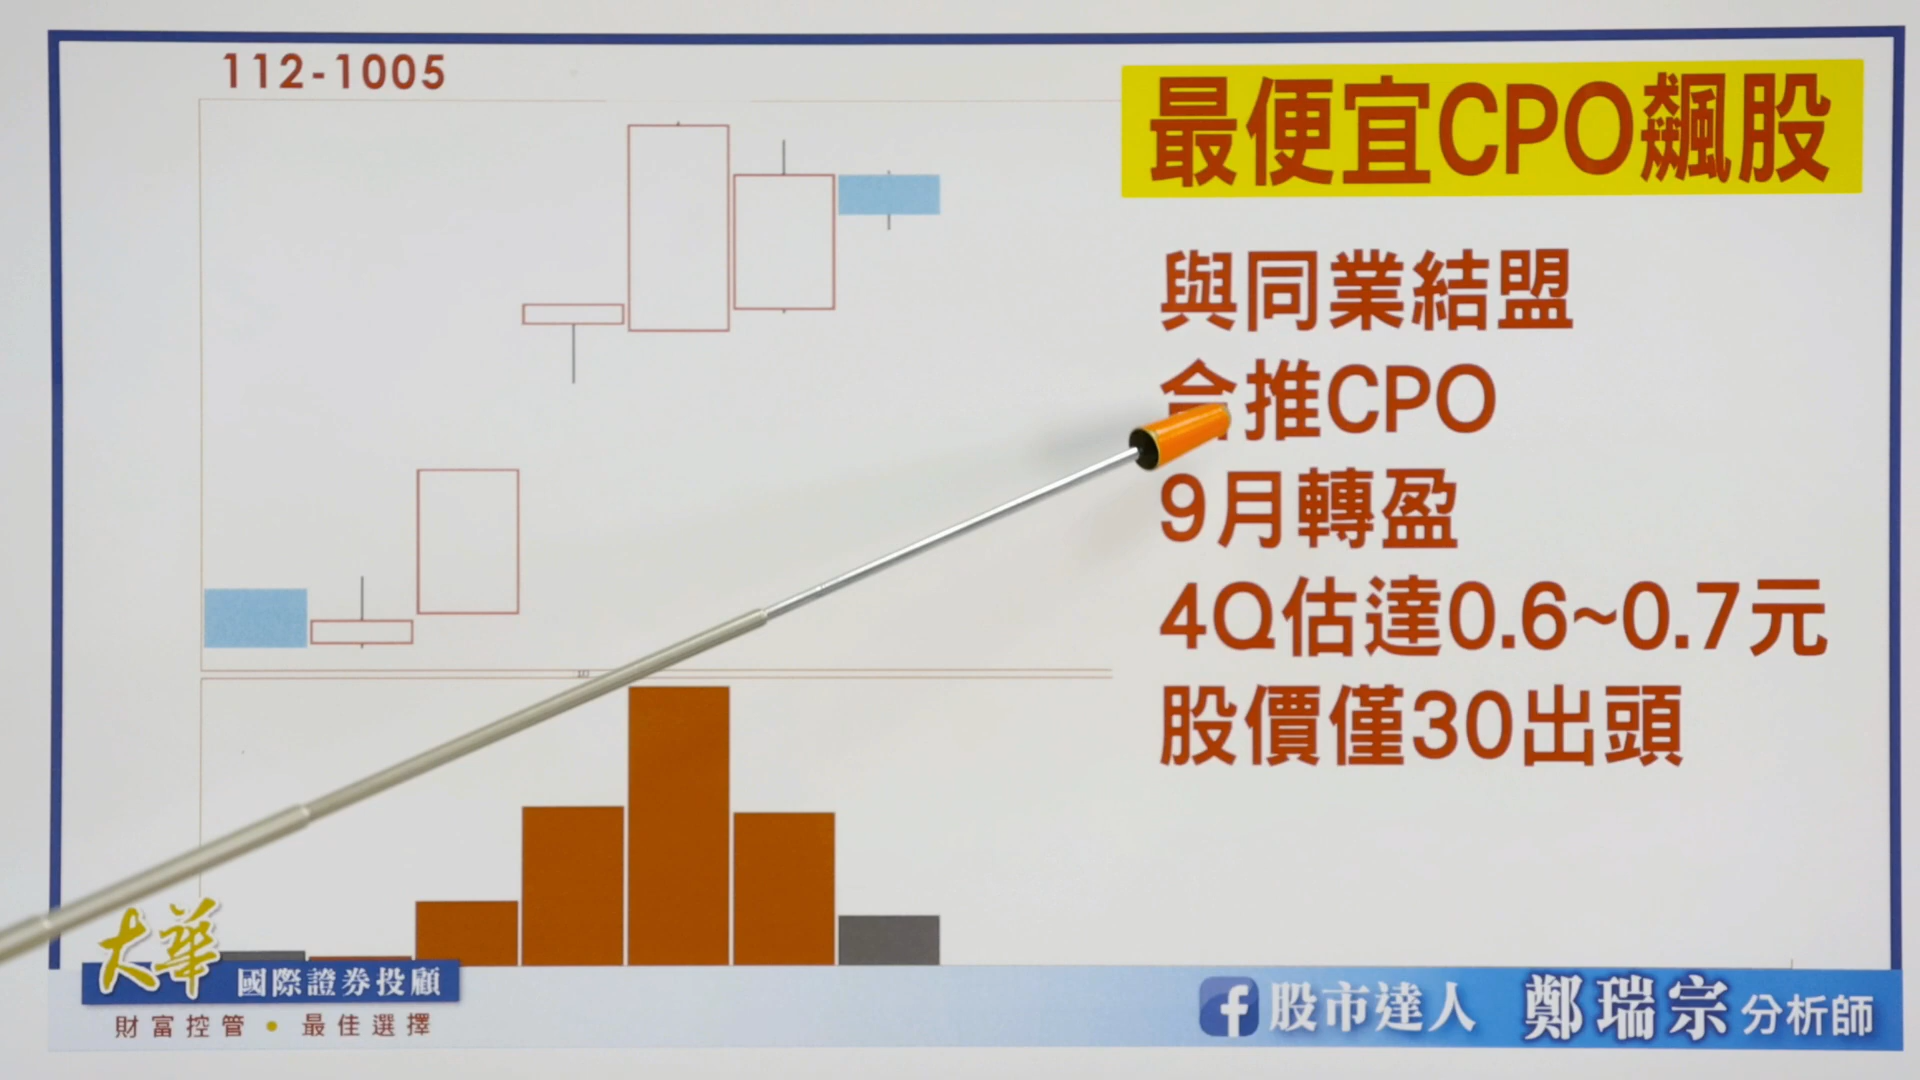 112-1005
最便宜CPO飆股
與同業結盟
合推CPO
9月轉盈
4Q估達0.6~0.7元
股價僅30出頭
大華
國際證券投顧
財富控管•最佳選擇
股市達人 鄭瑞宗分析師